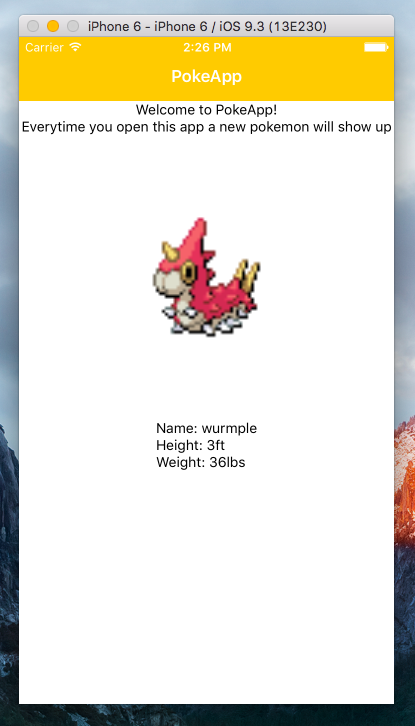 iPhone 6 - iPhone 6 / iOS 9.3 (13E230)
Carrier 2:26 PM
PokeApp
Welcome to PokeApp!
Everytime you open this app a new pokemon will show up
Name: wurmple
Height: 3ft
Weight: 36lbs